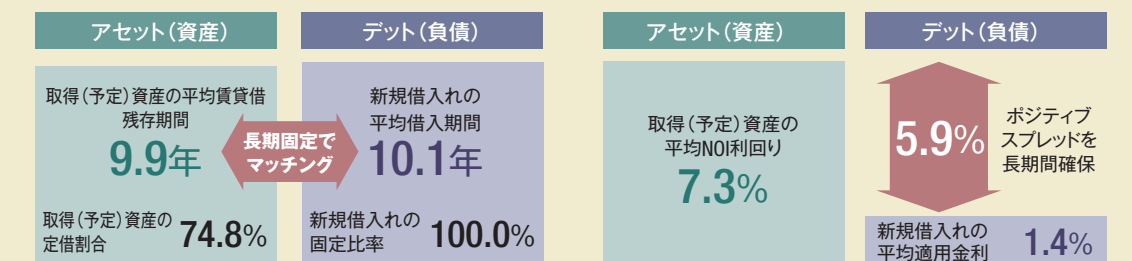 アセット（資産）
デット（負債）
取得（予定）資産の平均賃貸借
残存期間
9.9年
長期固定で
マッチング
新規借入れの
平均借入期間
10.1年
取得（予定）資産の
定借割合
74.8%
新規借入れの
固定比率
100.0%
アセット（資産）
デット（負債）
取得（予定）資産の
平均NOI利回り
7.3%
5.9%
ポジティブ
スプレッドを
長期間確保
新規借入れの
平均適用金利
1.4%